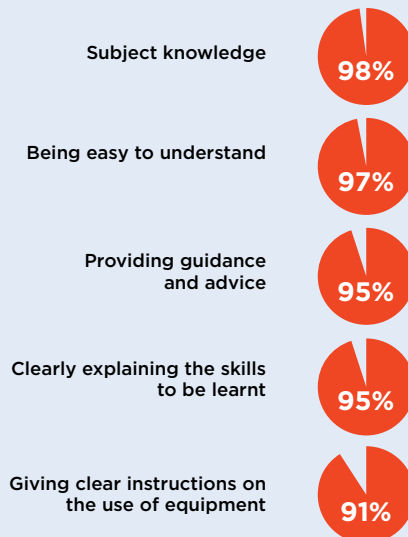 Subject knowledge
98%
Being easy to understand
97%
Providing guidance
and advice
95%
Clearly explaining the skills
to be learnt
95%
Giving clear instructions on
the use of equipment
91%